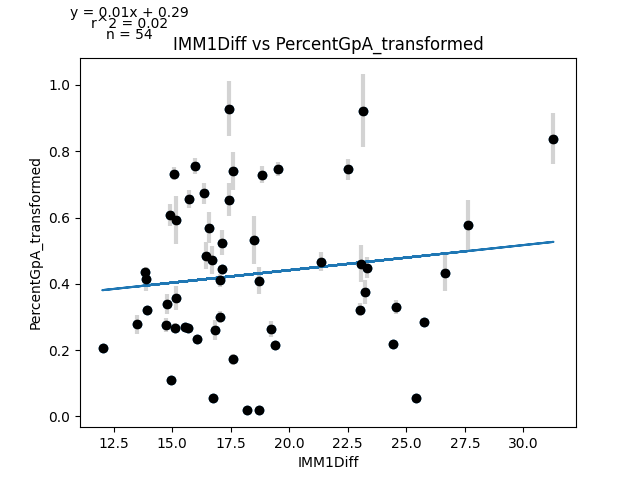 y = 0.01x + 0.29
r^2 = 0.02
n = 54
IMM1Diff vs PercentGpA_transformed
PercentGpA_transformed
1.0
0.8
0.6
0.4
0.2
0.0
12.5 15.0 17.5 20.0 22.5 25.0 27.5 30.0
IMM1Diff